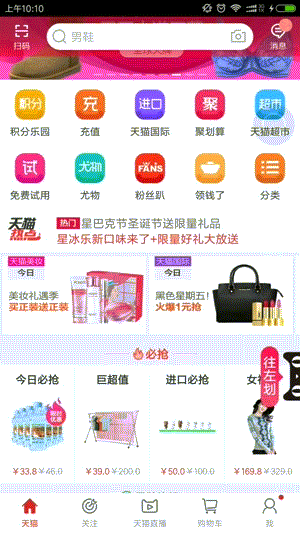 上午10:10
扫码
男鞋
消息
积分
充
进口
聚
超市
积分乐园
充值
天猫国际
聚划算
天猫超市
试
尤物
FANS
免费试用
尤物
粉丝趴
领钱了
分类
天猫热点
热门 星巴克节圣诞节送限量礼品
星冰乐新口味来了+限量好礼大放送
天猫美妆
今日
美妆礼遇季
买正装送正装
天猫国际
今日
黑色星期五!
火爆1元抢
必抢
往左划
今日必抢
巨超值
进口必抢
¥33.8 ¥46.0
¥39.0 ¥200.0
¥50.0 ¥100.0
¥169.8 ¥329.0
天猫
关注
天猫直播
购物车
我